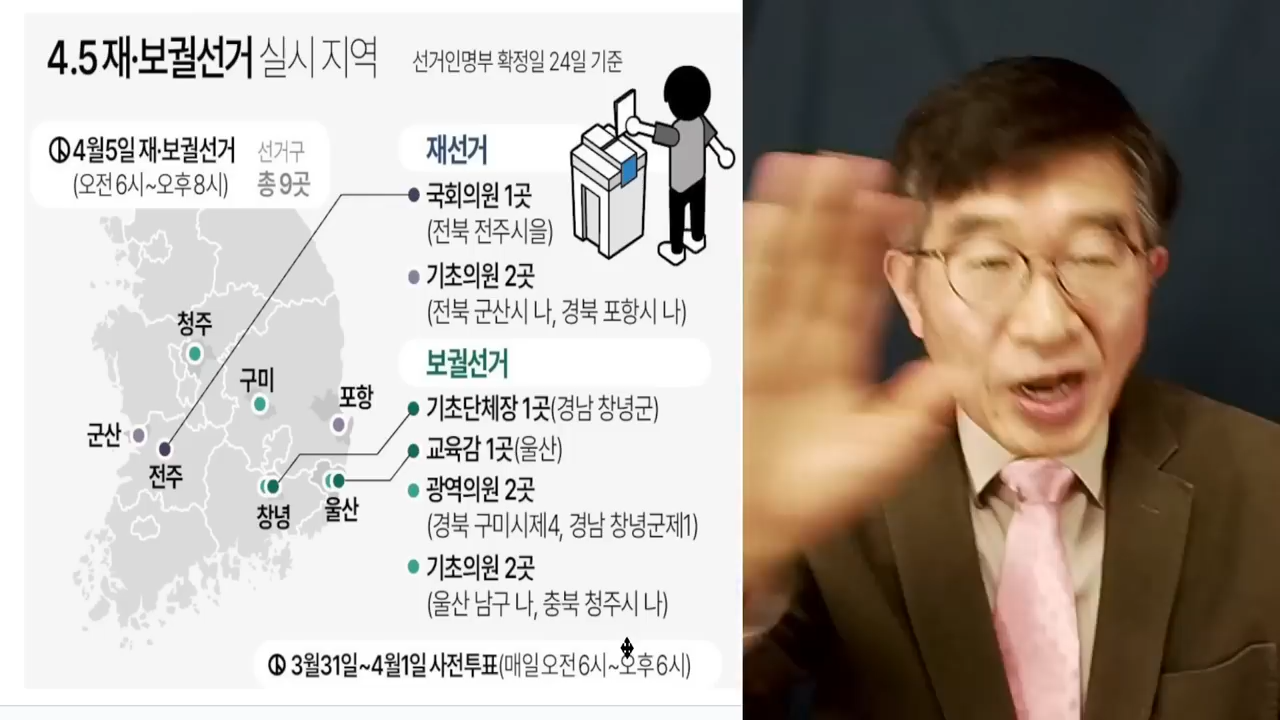 4.5 재·보궐선거 실시 지역
선거인명부 확정일 24일 기준
4월5일 재·보궐선거
(오전 6시~오후 8시)
선거구
총 9곳
재선거
국회의원 1곳
(전북 전주시을)
기초의원 2곳
(전북 군산시 나, 경북 포항시 나)
보궐선거
기초단체장 1곳(경남 창녕군)
교육감 1곳(울산)
광역의원 2곳
(경북 구미시제4, 경남 창녕군제1)
기초의원 2곳
(울산 남구 나, 충북 청주시 나)
청주
구미
포항
군산
전주
창녕
울산
3월31일~4월1일 사전투표(매일 오전 6시~오후 6시)